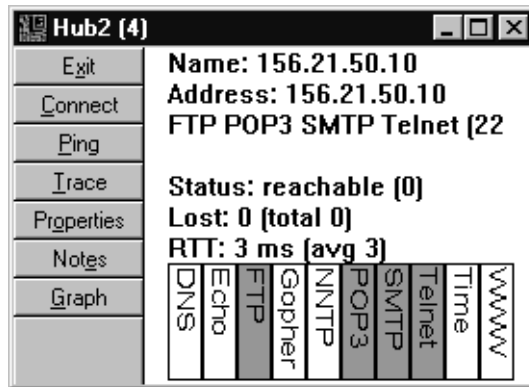 Hub2 (4)
Exit
Connect
Ping
Trace
Properties
Notes
Graph
Name: 156.21.50.10
Address: 156.21.50.10
FTP POP3 SMTP Telnet (22
Status: reachable (0)
Lost: 0 (total 0)
RTT: 3 ms (avg 3)
DNS
Echo
FTP
Gopher
NNTP
POP3
SMTP
Telnet
Time
WWW